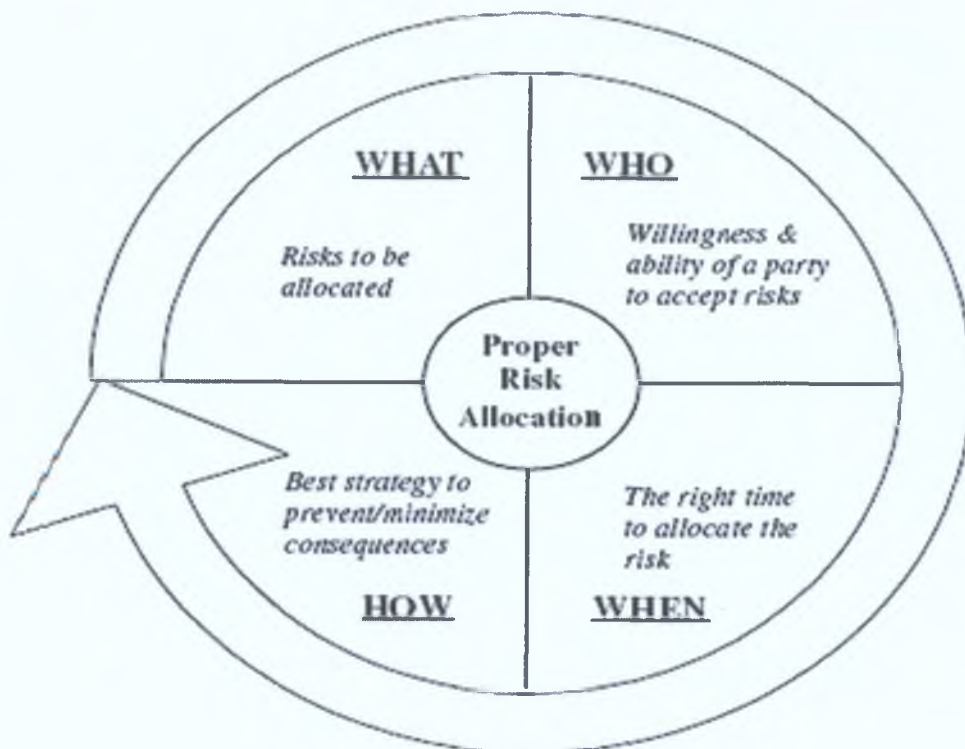 WHAT
Risks to be
allocated
WHO
Willingness &
ability of a party
to accept risks
Proper
Risk
Allocation
Best strategy to
prevent/minimize
consequences
HOW
The right time
to allocate the
risk
WHEN